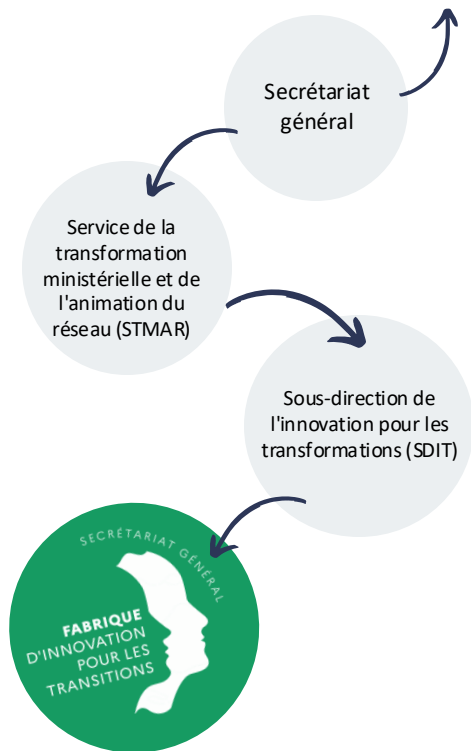 Secrétariat
général
Service de la
transformation
ministérielle et de
l'animation du
réseau (STMAR)
Sous-direction de
l'innovation pour les
transformations (SDIT)
SECRÉTARIAT GÉNÉRAL
FABRIQUE
D'INNOVATION
POUR LES
TRANSITIONS